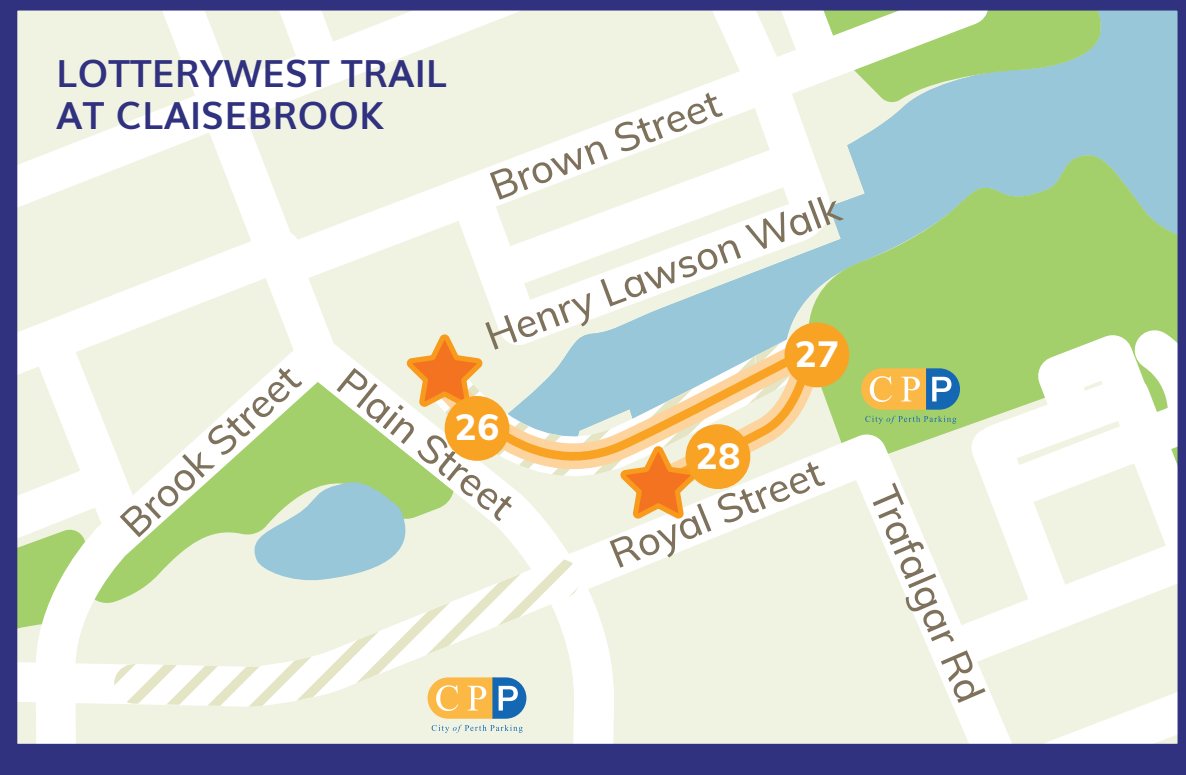 LOTTERYWEST TRAIL
AT CLAISEBROOK
Brown Street
Henry Lawson Walk
27
CPP
City of Perth Parking
Brook Street
Plain Street
26
28
Royal Street
Trafalgar Rd
CPP
City of Perth Parking